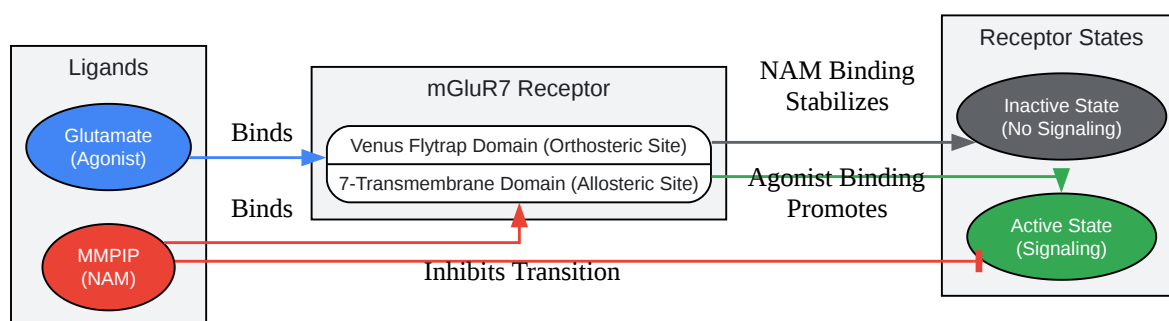 Ligands
Glutamate
(Agonist)
MMPIP
(NAM)
Binds
Binds
Inhibits Transition
mGluR7 Receptor
Venus Flytrap Domain (Orthosteric Site)
7-Transmembrane Domain (Allosteric Site)
NAM Binding
Stabilizes
Agonist Binding
Promotes
Receptor States
Inactive State
(No Signaling)
Active State
(Signaling)